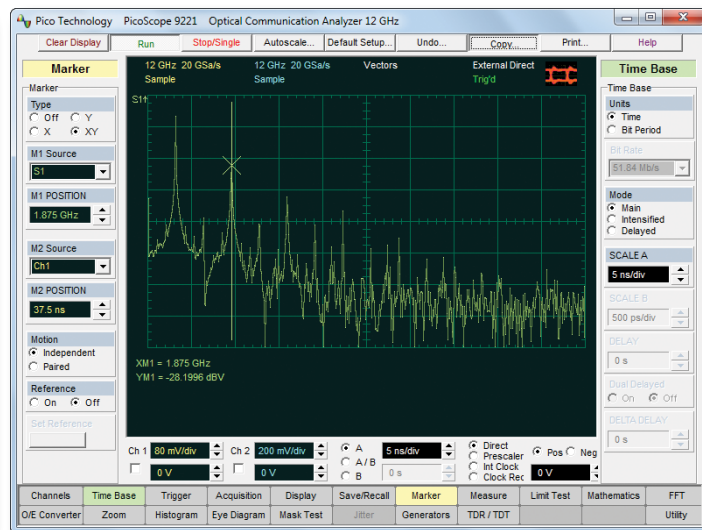 Pico Technology PicoScope 9221 Optical Communication Analyzer 12 GHz
Clear Display Run Stop/Single Autoscale... Default Setup... Undo... Copy... Print... Help
Marker
Marker
Type
Off Y
X XY
M1 Source
S1
M1 POSITION
1.875 GHz
M2 Source
Ch1
M2 POSITION
37.5 ns
Motion
Independent
Paired
Reference
On Off
Set Reference
12 GHz 20 GSa/s 12 GHz 20 GSa/s Vectors External Direct
Sample Sample Trig'd
S1
XM1 = 1.875 GHz
YM1 = -28.1996 dBV
Time Base
Time Base
Units
Time
Bit Period
Bit Rate
51.84 Mb/s
Mode
Main
Intensified
Delayed
SCALE A
5 ns/div
SCALE B
500 ps/div
DELAY
0 s
Dual Delayed
On Off
DELTA DELAY
0 s
Ch 1 80 mV/div Ch 2 200 mV/div A 5 ns/div Direct Pos Neg
A / B Prescaler
0 V 0 V B 0 s Int Clock 0 V
Clock Rec
Channels Time Base Trigger Acquisition Display Save/Recall Marker Measure Limit Test Mathematics FFT
O/E Converter Zoom Histogram Eye Diagram Mask Test Jitter Generators TDR / TDT Utility